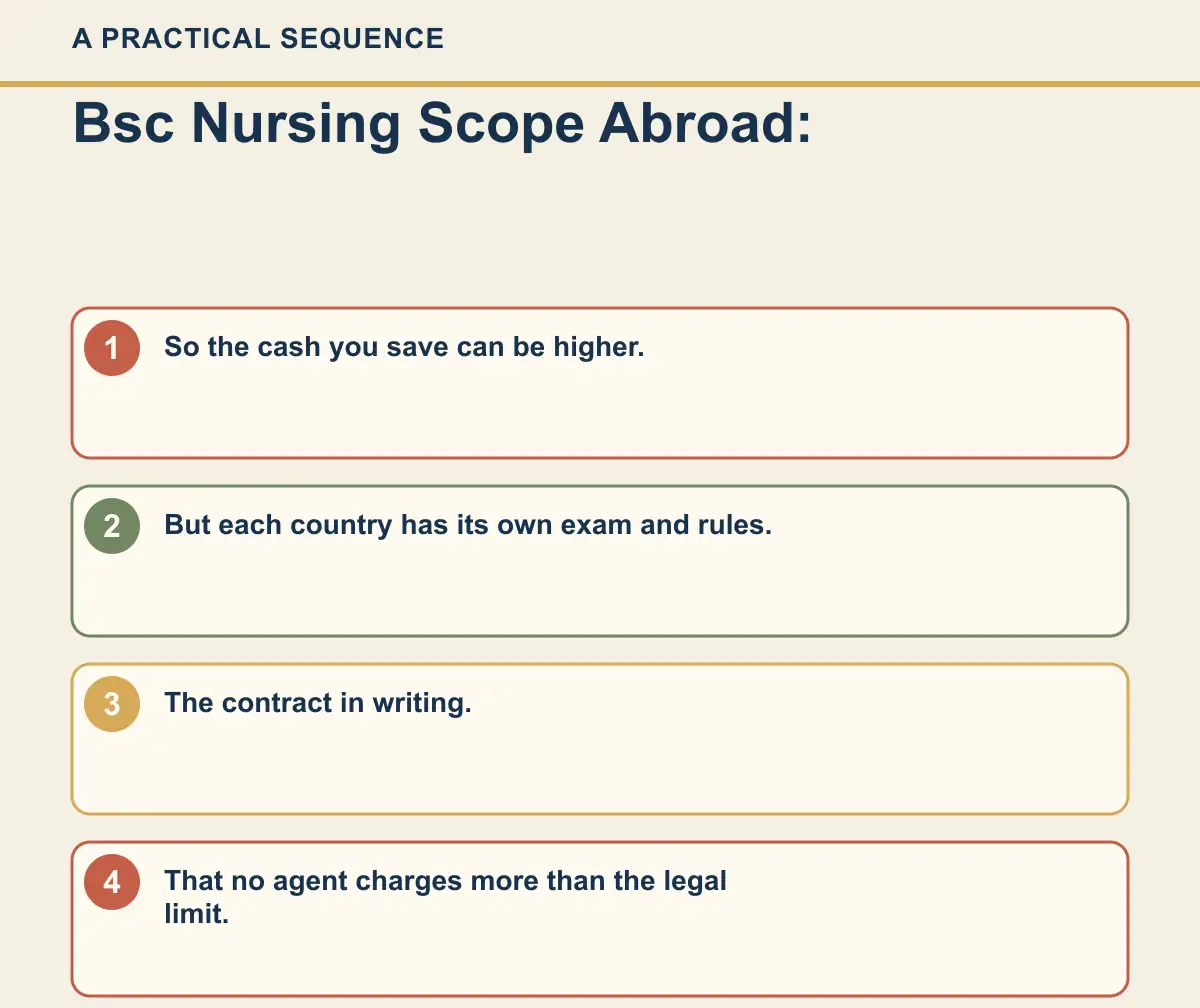 A PRACTICAL SEQUENCE
Bsc Nursing Scope Abroad:
1 So the cash you save can be higher.
2 But each country has its own exam and rules.
3 The contract in writing.
4 That no agent charges more than the legal
limit.